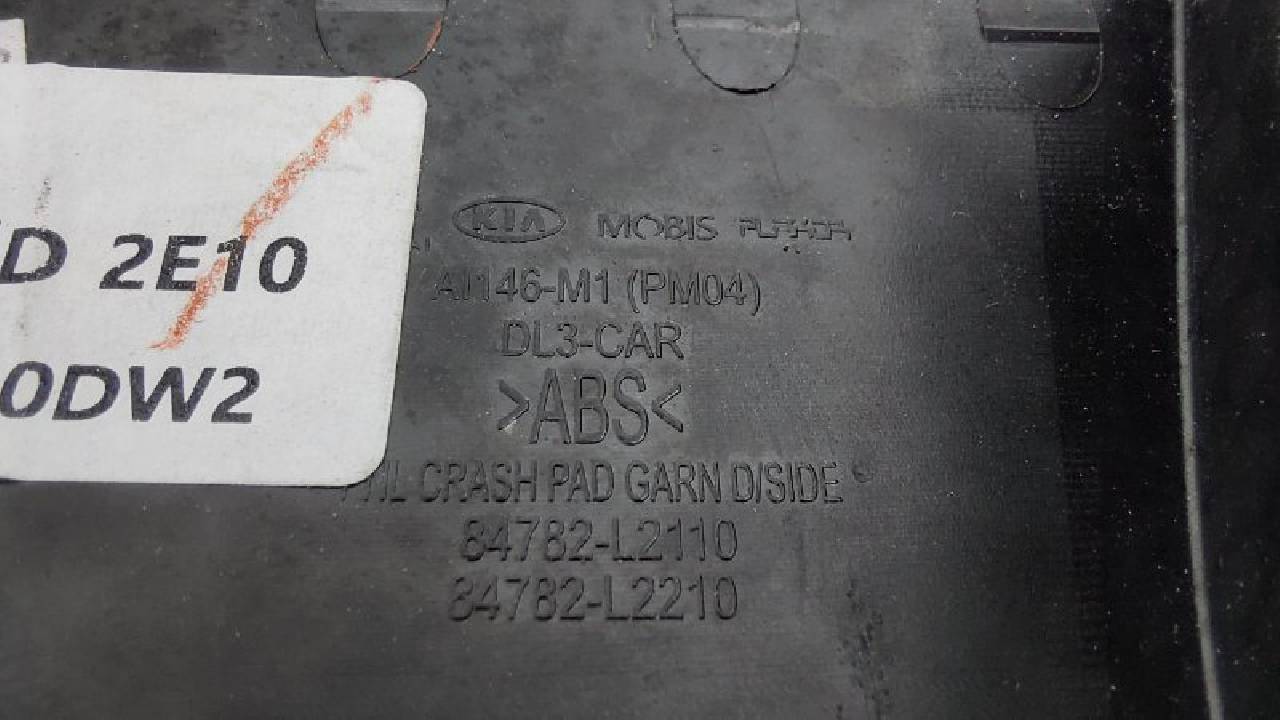 D 2E10
0DW2
KIA MOBIS
AI146-M1 (PM04)
DL3-CAR
>ABS<
CRASH PAD GARN D/SIDE
84782-L2110
84782-L2210